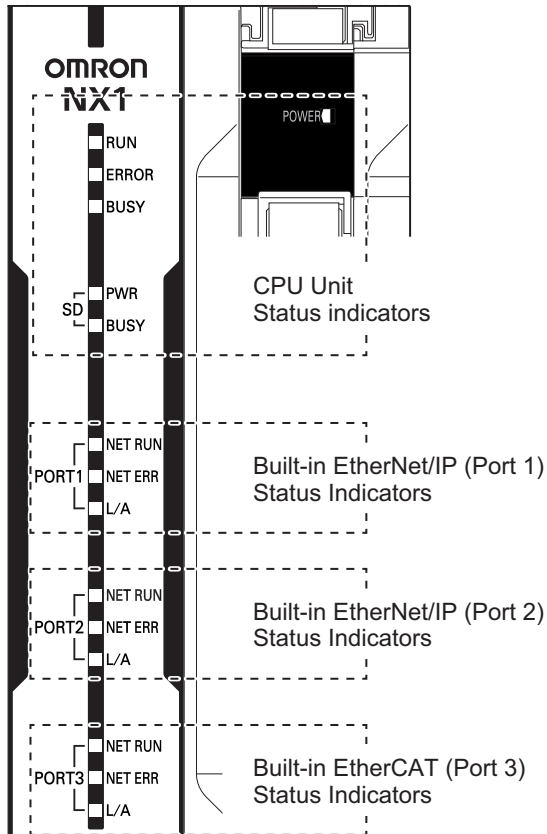 OMRON
NX1
POWER
RUN
ERROR
BUSY
SD
PWR
BUSY
CPU Unit
Status indicators
PORT1
NET RUN
NET ERR
L/A
Built-in EtherNet/IP (Port 1)
Status Indicators
PORT2
NET RUN
NET ERR
L/A
Built-in EtherNet/IP (Port 2)
Status Indicators
PORT3
NET RUN
NET ERR
L/A
Built-in EtherCAT (Port 3)
Status Indicators